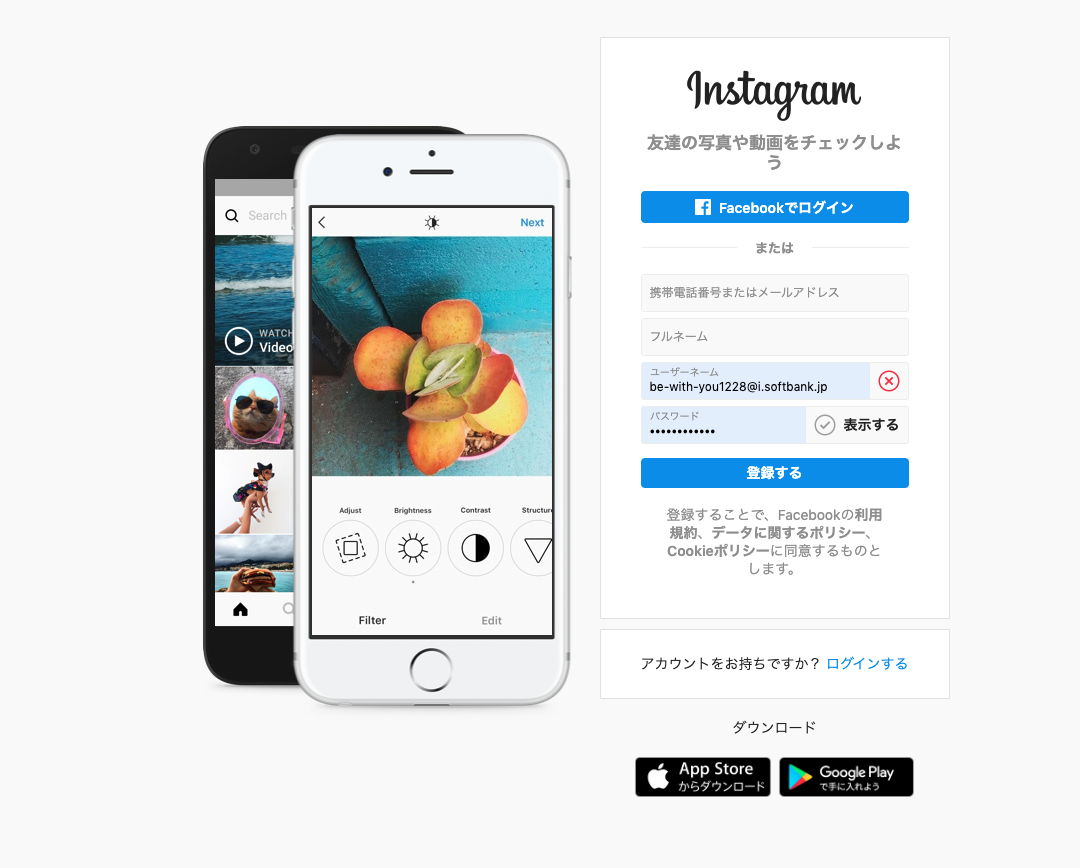 Instagram
友達の写真や動画をチェックしよ
う
Facebookでログイン
または
携帯電話番号またはメールアドレス
フルネーム
ユーザーネーム
be-with-you1228@i.softbank.jp
パスワード
••••••••••••
表示する
登録する
登録することで、Facebookの利用
規約、データに関するポリシー、
Cookieポリシーに同意するものと
します。
アカウントをお持ちですか？ ログインする
ダウンロード
App Store
からダウンロード
Google Play
で手に入れよう
Search
WATCH
Video
Next
Adjust
Brightness
Contrast
Structure
Filter
Edit